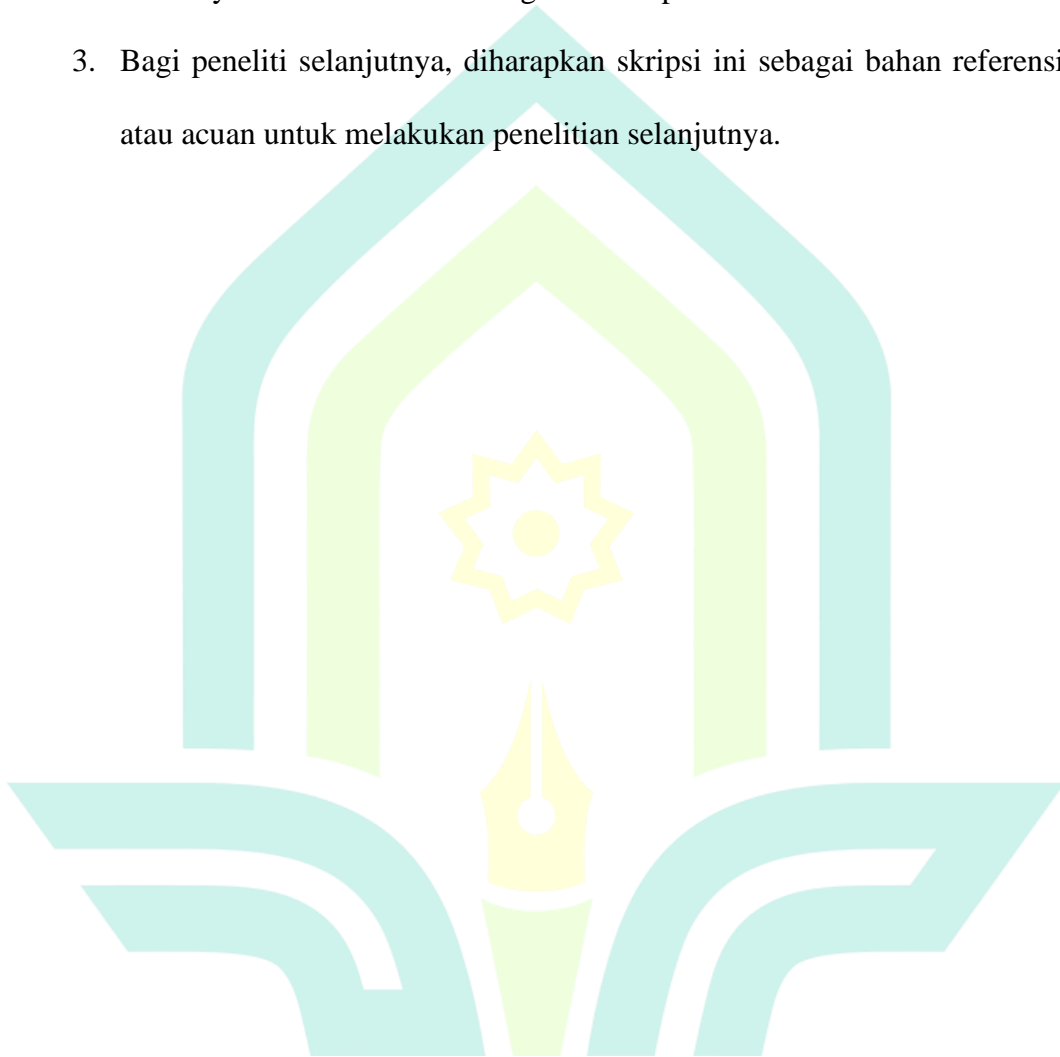 3. Bagi peneliti selanjutnya, diharapkan skripsi ini sebagai bahan referensi
atau acuan untuk melakukan penelitian selanjutnya.